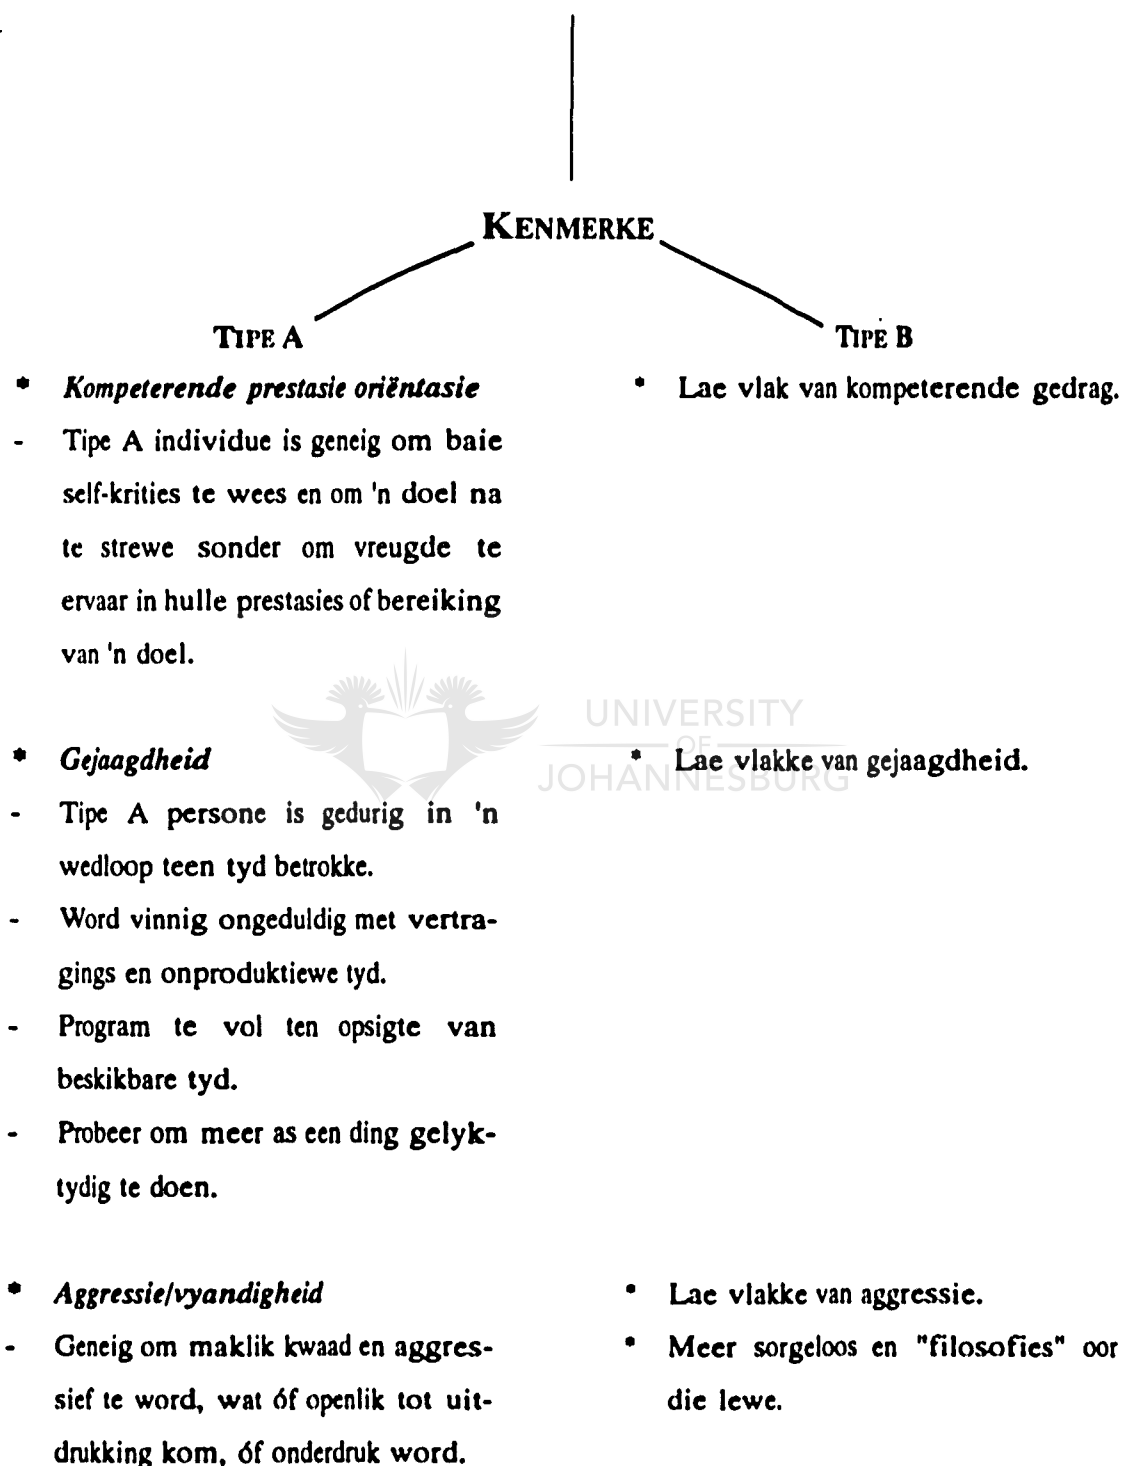 KENMERKE
TIPE A
* Kompeterende prestasie oriëntasie
- Tipe A individue is geneig om baie
self-krities te wees en om 'n doel na
te strewe sonder om vreugde te
ervaar in hulle prestasies of bereiking
van 'n doel.
* Gejaagdheid
- Tipe A persone is gedurig in 'n
wedloop teen tyd betrokke.
- Word vinnig ongeduldig met vertra-
gings en onproduktiewe tyd.
- Program te vol ten opsigte van
beskikbare tyd.
- Probeer om meer as een ding gelyk-
tydig te doen.
* Aggressie/vyandigheid
- Geneig om maklik kwaad en aggres-
sief te word, wat óf openlik tot uit-
drukking kom, óf onderdruk word.
TIPE B
* Lae vlak van kompeterende gedrag.
* Lae vlakke van gejaagdheid.
* Lae vlakke van aggressie.
* Meer sorgeloos en "filosofies" oor
die lewe.
UNIVERSITY
OF
JOHANNESBURG